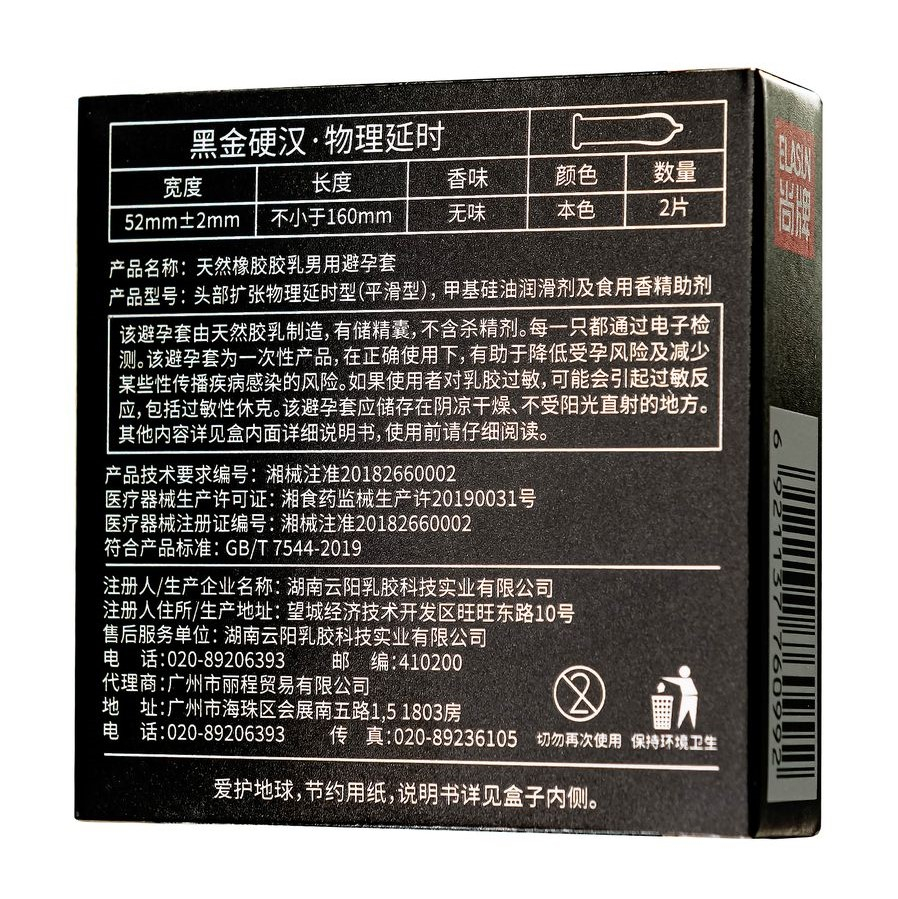 黑金硬汉·物理延时
宽度 长度 香味 颜色 数量
52mm±2mm 不小于160mm 无味 本色 2片
产品名称：天然橡胶胶乳男用避孕套
产品型号：头部扩张物理延时型(平滑型)，甲基硅油润滑剂及食用香精助剂
该避孕套由天然胶乳制造，有储精囊，不含杀精剂。每一只都通过电子检
测。该避孕套为一次性产品，在正确使用下，有助于降低受孕风险及减少
某些性传播疾病感染的风险。如果使用者对乳胶过敏，可能会引起过敏反
应，包括过敏性休克。该避孕套应储存在阴凉干燥、不受阳光直射的地方。
其他内容详见盒内面详细说明书，使用前请仔细阅读。
产品技术要求编号：湘械注准20182660002
医疗器械生产许可证：湘食药监械生产许20190031号
医疗器械注册证编号：湘械注准20182660002
符合产品标准：GB/T 7544-2019
注册人/生产企业名称：湖南云阳乳胶科技实业有限公司
注册人住所/生产地址：望城经济技术开发区旺旺东路10号
售后服务单位：湖南云阳乳胶科技实业有限公司
电 话:020-89206393 邮 编:410200
代理商:广州市丽程贸易有限公司
地 址:广州市海珠区会展南五路1,5 1803房
电 话:020-89206393 传 真:020-89236105
切勿再次使用 保持环境卫生
爱护地球，节约用纸，说明书详见盒子内侧。
ELASUN
尚牌
6 921137 760992